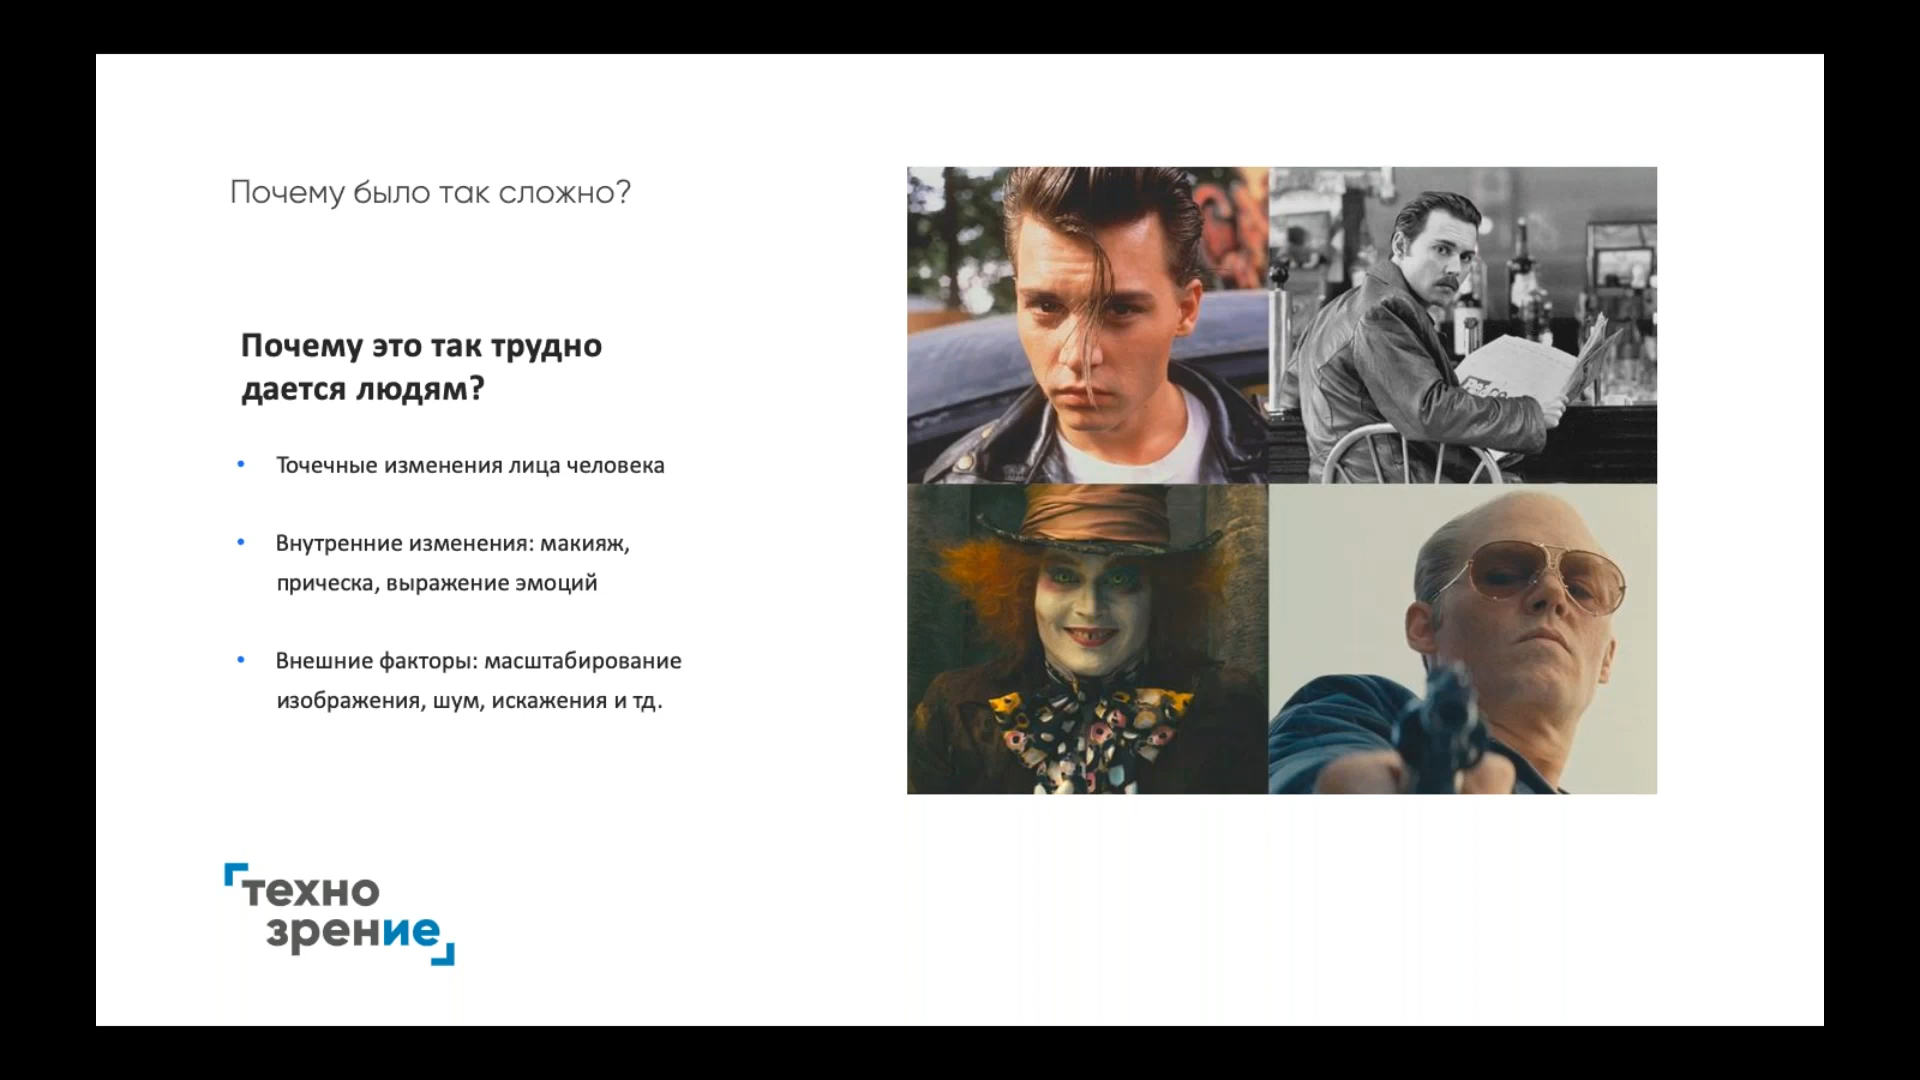 Почему было так сложно?
Почему это так трудно
дается людям?
• Точечные изменения лица человека
• Внутренние изменения: макияж,
прическа, выражение эмоций
• Внешние факторы: масштабирование
изображения, шум, искажения и тд.
техно
зрение